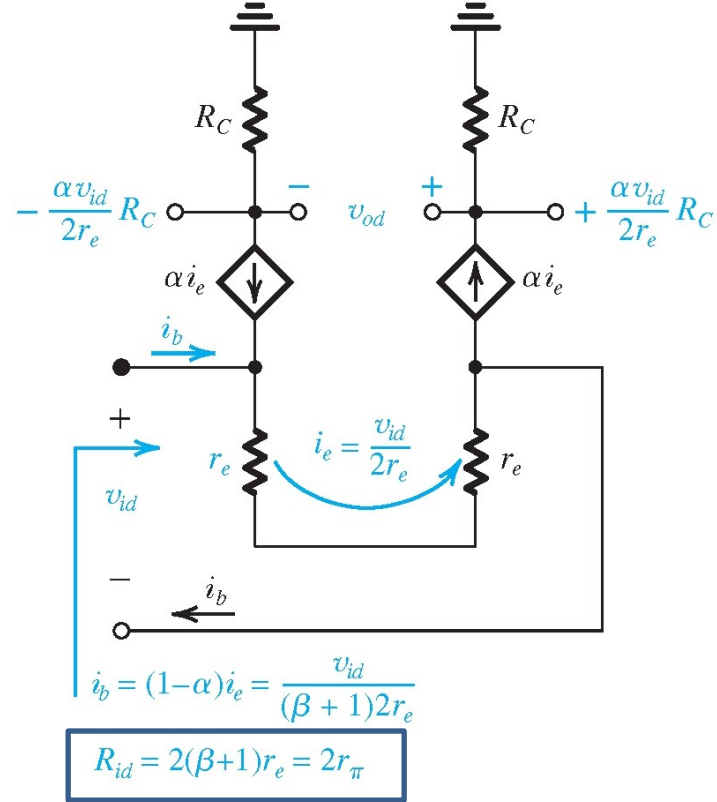 R_C R_C
− αv_id/2r_e R_C − v_od + + αv_id/2r_e R_C
αi_e αi_e
i_b
+
r_e i_e = v_id/2r_e r_e
v_id
−
i_b
i_b = (1−α)i_e = v_id/(β + 1)2r_e
R_id = 2(β+1)r_e = 2r_π